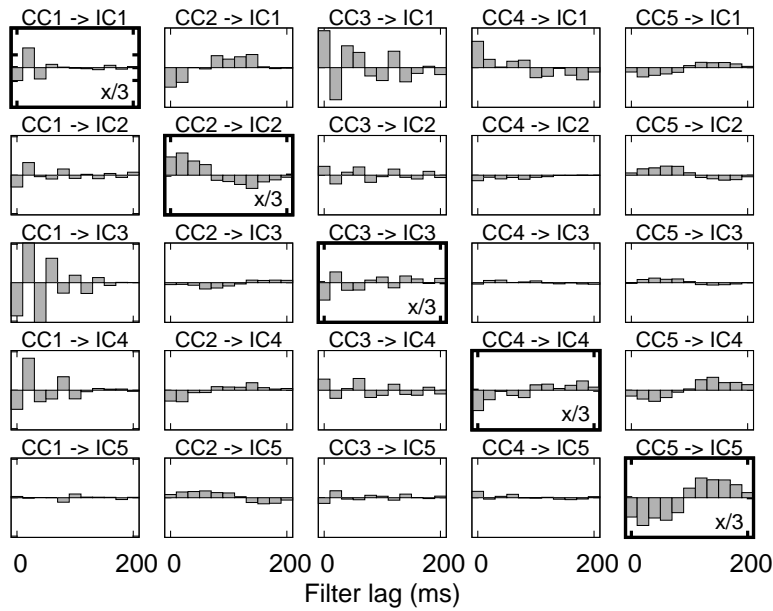 CC1 -> IC1 CC2 -> IC1 CC3 -> IC1 CC4 -> IC1 CC5 -> IC1
x/3
CC1 -> IC2 CC2 -> IC2 CC3 -> IC2 CC4 -> IC2 CC5 -> IC2
x/3
CC1 -> IC3 CC2 -> IC3 CC3 -> IC3 CC4 -> IC3 CC5 -> IC3
x/3
CC1 -> IC4 CC2 -> IC4 CC3 -> IC4 CC4 -> IC4 CC5 -> IC4
x/3
CC1 -> IC5 CC2 -> IC5 CC3 -> IC5 CC4 -> IC5 CC5 -> IC5
x/3
0 200 0 200 0 200 0 200 0 200
Filter lag (ms)